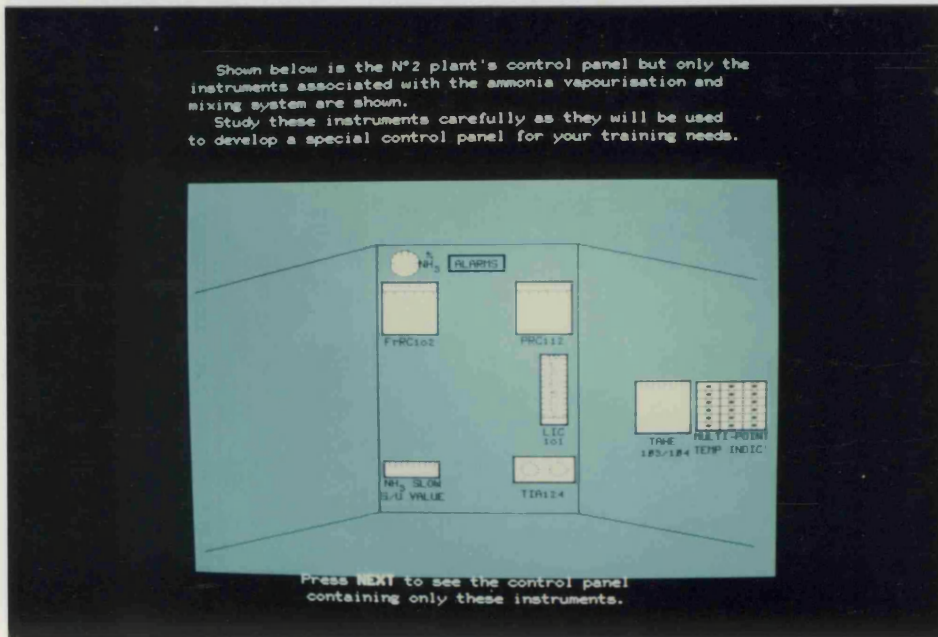 Shown below is the N°2 plant's control panel but only the
instruments associated with the ammonia vapourisation and
mixing system are shown.
Study these instruments carefully as they will be used
to develop a special control panel for your training needs.
%
NH₃ ALARMS
FrRC102 PRC112
LIC
101
TAHE MULTI-POINT
103/104 TEMP INDIC'
NH₃ SLOW
S/U VALUE TIA124
Press NEXT to see the control panel
containing only these instruments.